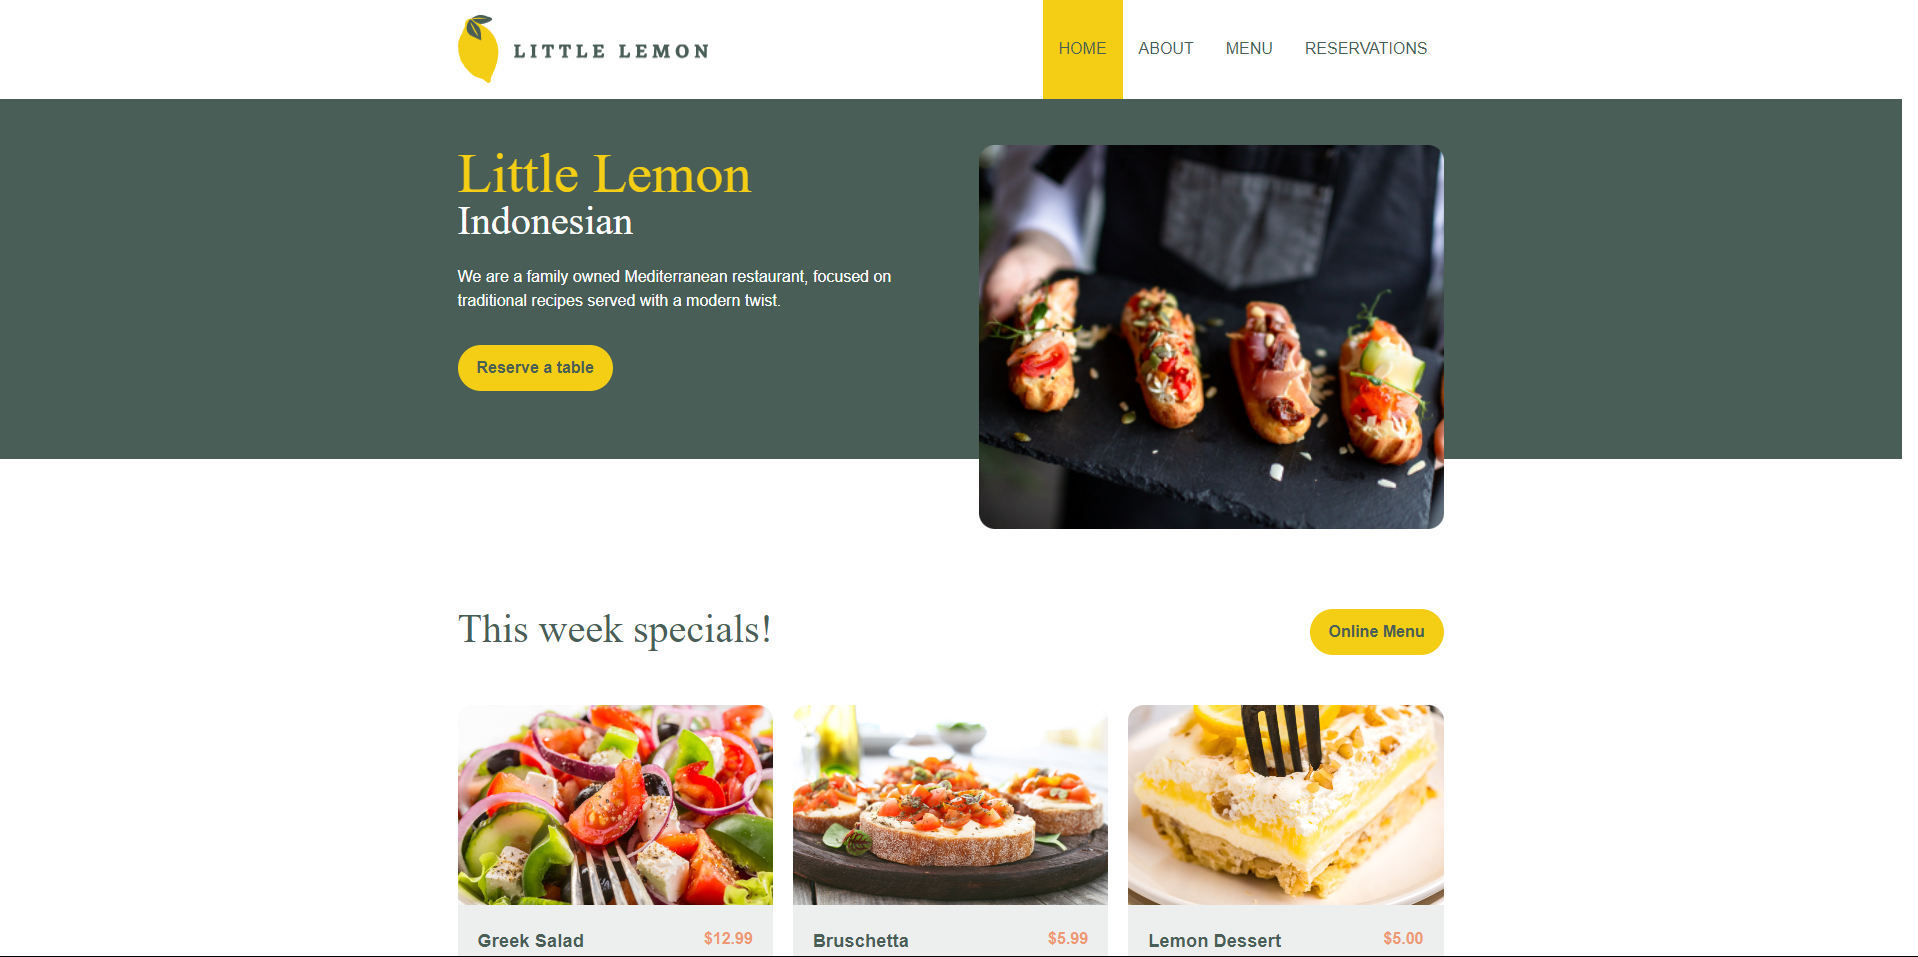 LITTLE LEMON
HOME ABOUT MENU RESERVATIONS
Little Lemon
Indonesian
We are a family owned Mediterranean restaurant, focused on
traditional recipes served with a modern twist.
Reserve a table
This week specials!
Online Menu
Greek Salad $12.99
Bruschetta $5.99
Lemon Dessert $5.00